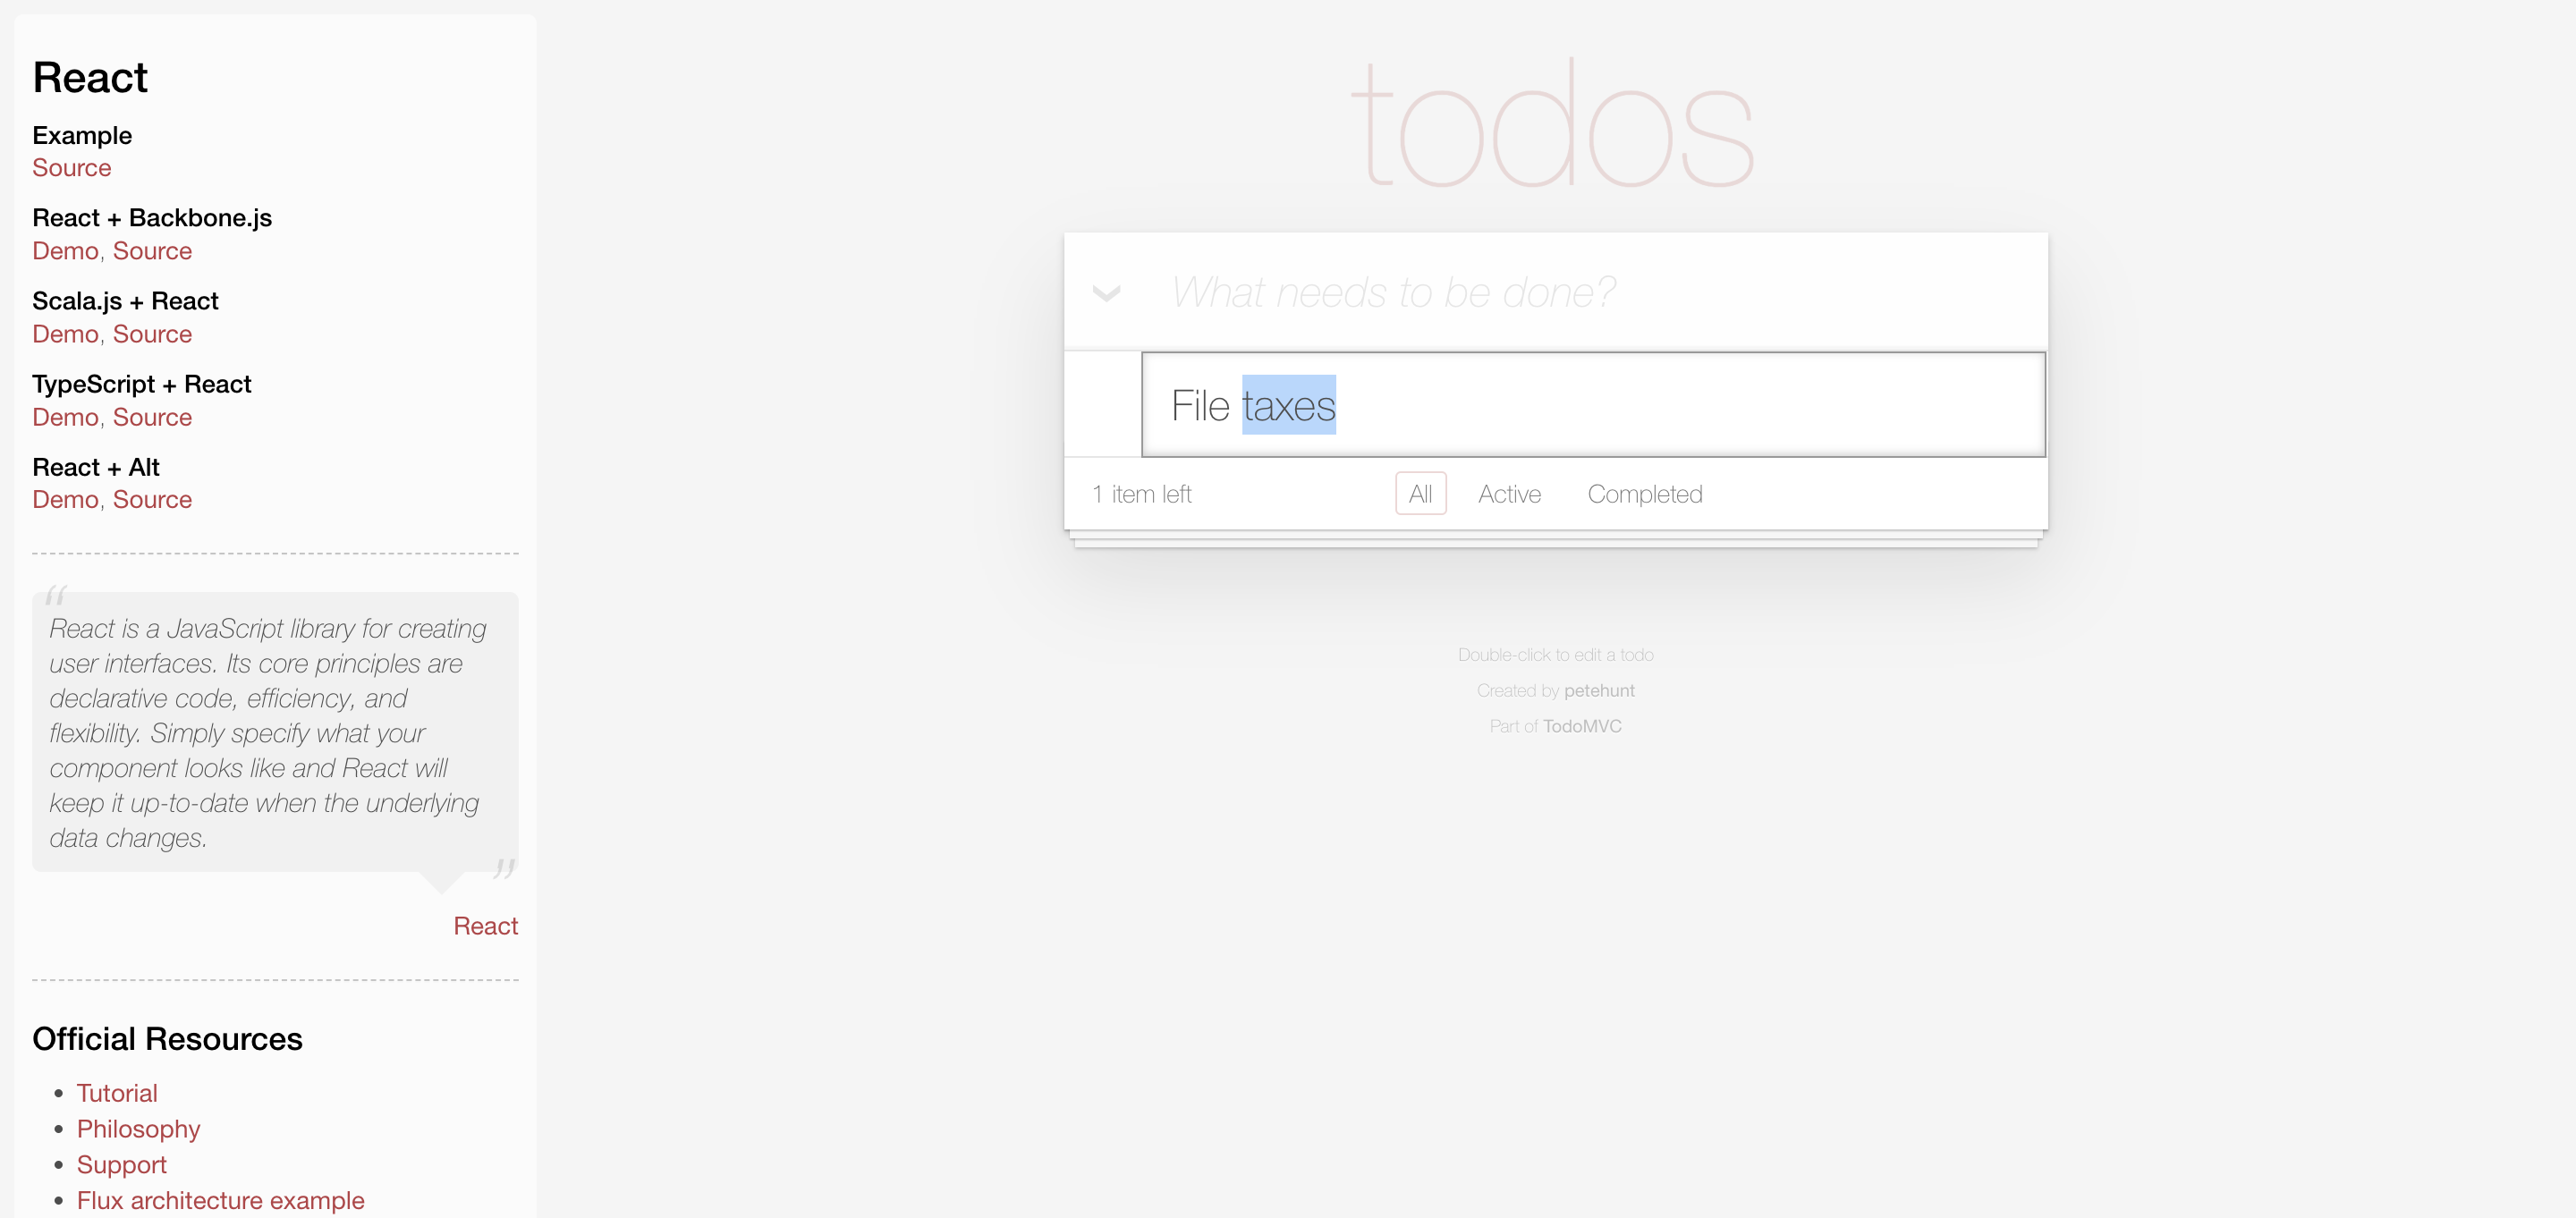 React
Example
Source
React + Backbone.js
Demo, Source
Scala.js + React
Demo, Source
TypeScript + React
Demo, Source
React + Alt
Demo, Source
“
React is a JavaScript library for creating
user interfaces. Its core principles are
declarative code, efficiency, and
flexibility. Simply specify what your
component looks like and React will
keep it up-to-date when the underlying
data changes.
”
React
Official Resources
• Tutorial
• Philosophy
• Support
• Flux architecture example
todos
What needs to be done?
File taxes
1 item left All Active Completed
Double-click to edit a todo
Created by petehunt
Part of TodoMVC